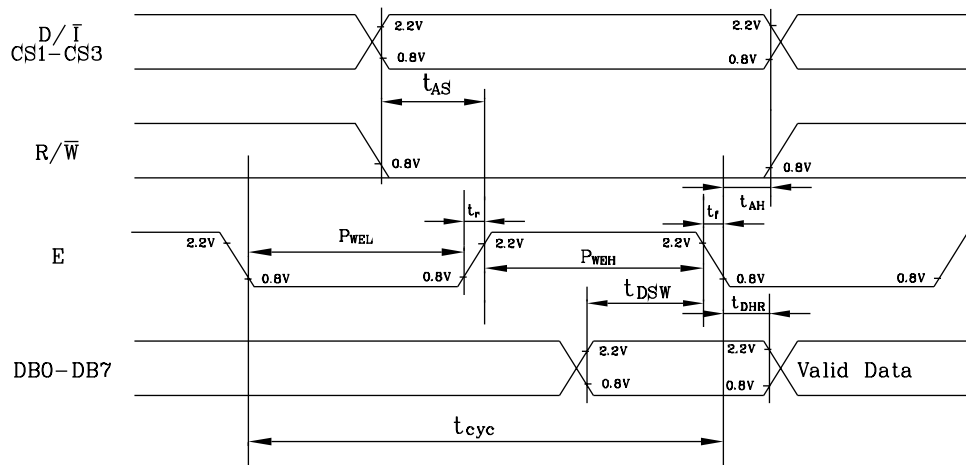 D/I̅
CS1-CS3
2.2V
0.8V
0.8V
tAS
R/W̅
0.8V
0.8V
tAH
tr
tf
E
2.2V
PWEL
2.2V
2.2V
0.8V
0.8V
PWEH
0.8V
0.8V
tDSW
tDHR
DB0-DB7
2.2V
2.2V
0.8V
0.8V
Valid Data
tcyc